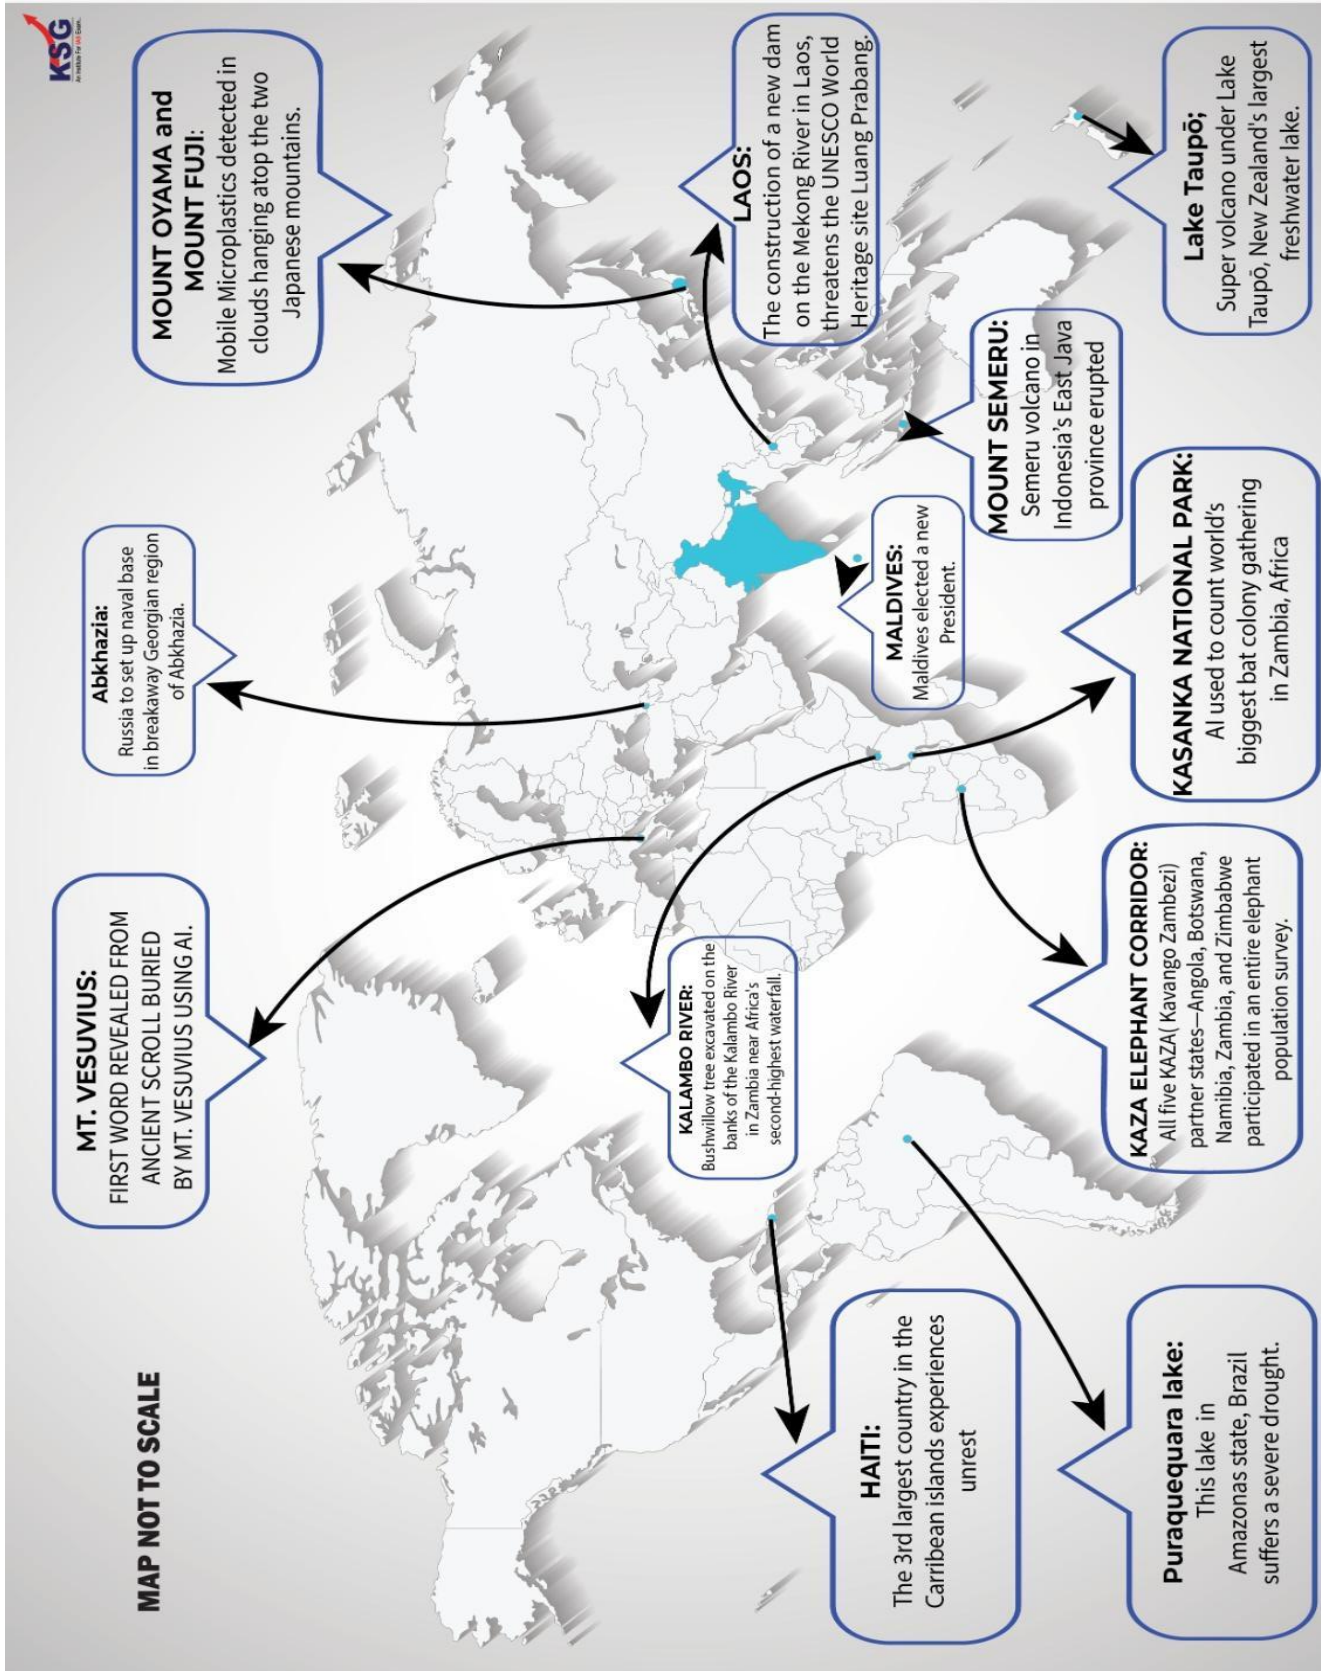 KSG
An Institute For IAS Exam..
MAP NOT TO SCALE
MT. VESUVIUS:
FIRST WORD REVEALED FROM
ANCIENT SCROLL BURIED
BY MT. VESUVIUS USING AI.
Abkhazia:
Russia to set up naval base
in breakaway Georgian region
of Abkhazia.
MOUNT OYAMA and
MOUNT FUJI:
Mobile Microplastics detected in
clouds hanging atop the two
Japanese mountains.
KALAMBO RIVER:
Bushwillow tree excavated on the
banks of the Kalambo River
in Zambia near Africa's
second-highest waterfall.
LAOS:
The construction of a new dam
on the Mekong River in Laos,
threatens the UNESCO World
Heritage site Luang Prabang.
HAITI:
The 3rd largest country in the
Carribean islands experiences
unrest
MALDIVES:
Maldives elected a new
President.
MOUNT SEMERU:
Semeru volcano in
Indonesia's East Java
province erupted
Puraquequara lake:
This lake in
Amazonas state, Brazil
suffers a severe drought.
KAZA ELEPHANT CORRIDOR:
All five KAZA( Kavango Zambezi)
partner states—Angola, Botswana,
Namibia, Zambia, and Zimbabwe
participated in an entire elephant
population survey.
KASANKA NATIONAL PARK:
AI used to count world's
biggest bat colony gathering
in Zambia, Africa
Lake Taupō;
Super volcano under Lake
Taupō, New Zealand's largest
freshwater lake.